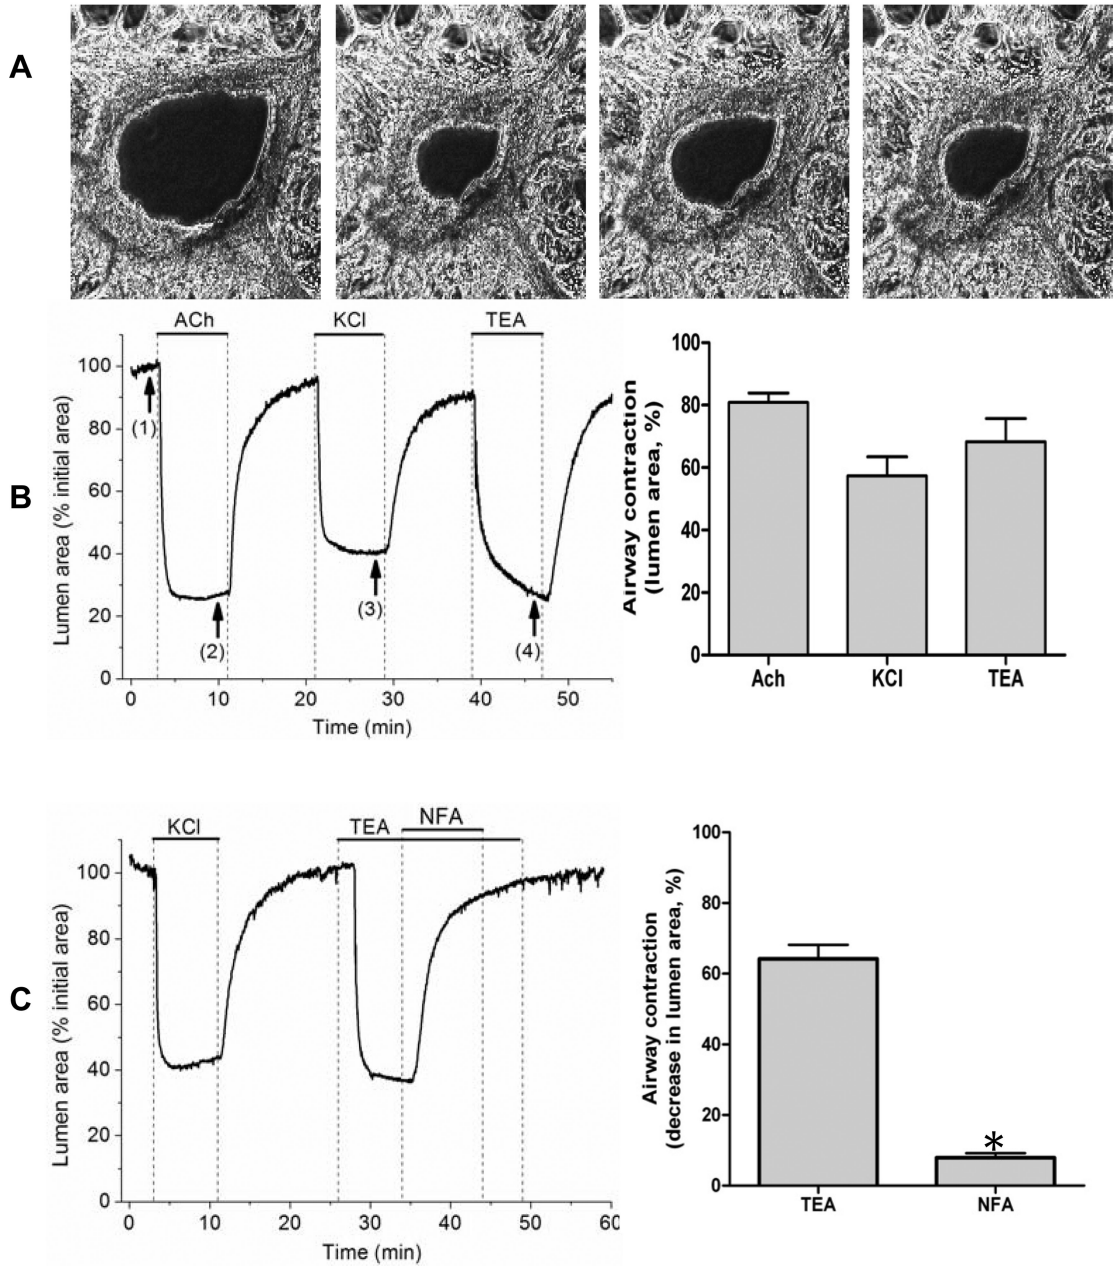 A
B
ACh KCl TEA
Lumen area (% initial area)
100
80
60
40
20
0
(1)
(2)
(3)
(4)
0 10 20 30 40 50
Time (min)
Airway contraction
(lumen area, %)
100
80
60
40
20
0
Ach KCl TEA
C
KCl TEA NFA
Lumen area (% initial area)
100
80
60
40
20
0
0 10 20 30 40 50 60
Time (min)
Airway contraction
(decrease in lumen area, %)
100
80
60
40
20
0
*
TEA NFA